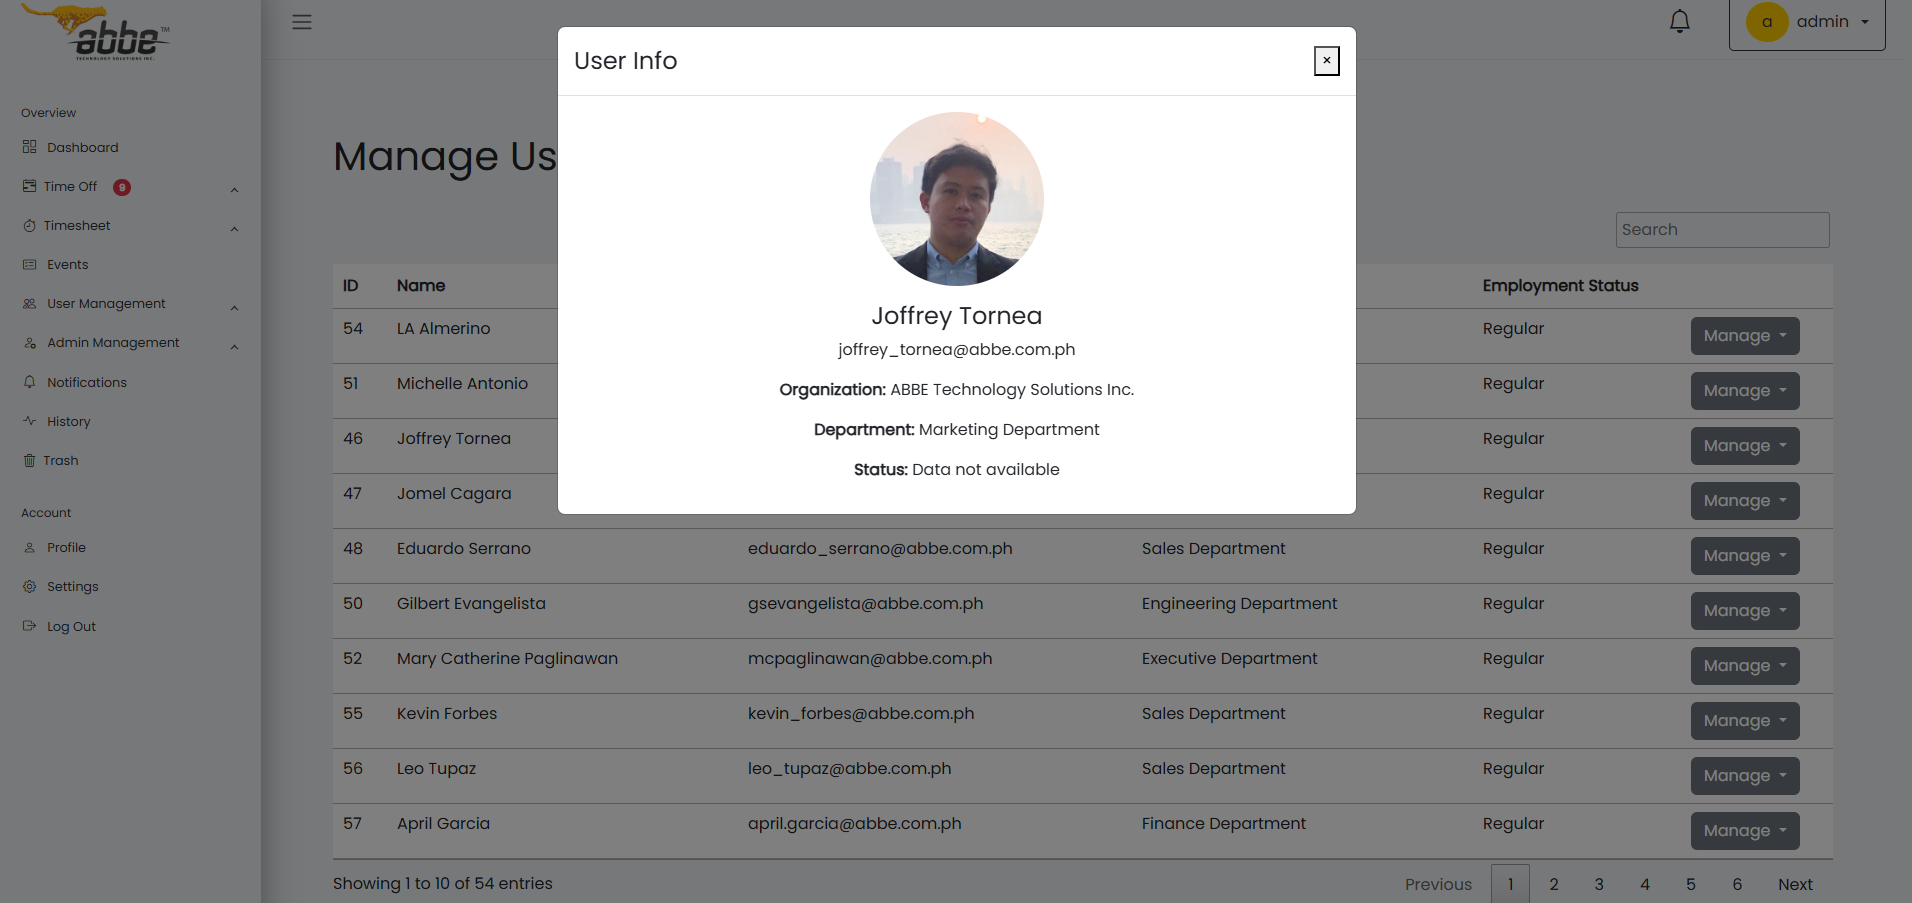 abbe™
TECHNOLOGY SOLUTIONS INC.
Overview
Dashboard
Time Off 9
Timesheet
Events
User Management
Admin Management
Notifications
History
Trash
Account
Profile
Settings
Log Out
a admin
Manage Us
Search
User Info ×
Joffrey Tornea
joffrey_tornea@abbe.com.ph
Organization: ABBE Technology Solutions Inc.
Department: Marketing Department
Status: Data not available
ID Name Employment Status
54 LA Almerino Regular Manage
51 Michelle Antonio Regular Manage
46 Joffrey Tornea Regular Manage
47 Jomel Cagara Regular Manage
48 Eduardo Serrano eduardo_serrano@abbe.com.ph Sales Department Regular Manage
50 Gilbert Evangelista gsevangelista@abbe.com.ph Engineering Department Regular Manage
52 Mary Catherine Paglinawan mcpaglinawan@abbe.com.ph Executive Department Regular Manage
55 Kevin Forbes kevin_forbes@abbe.com.ph Sales Department Regular Manage
56 Leo Tupaz leo_tupaz@abbe.com.ph Sales Department Regular Manage
57 April Garcia april.garcia@abbe.com.ph Finance Department Regular Manage
Showing 1 to 10 of 54 entries
Previous 1 2 3 4 5 6 Next